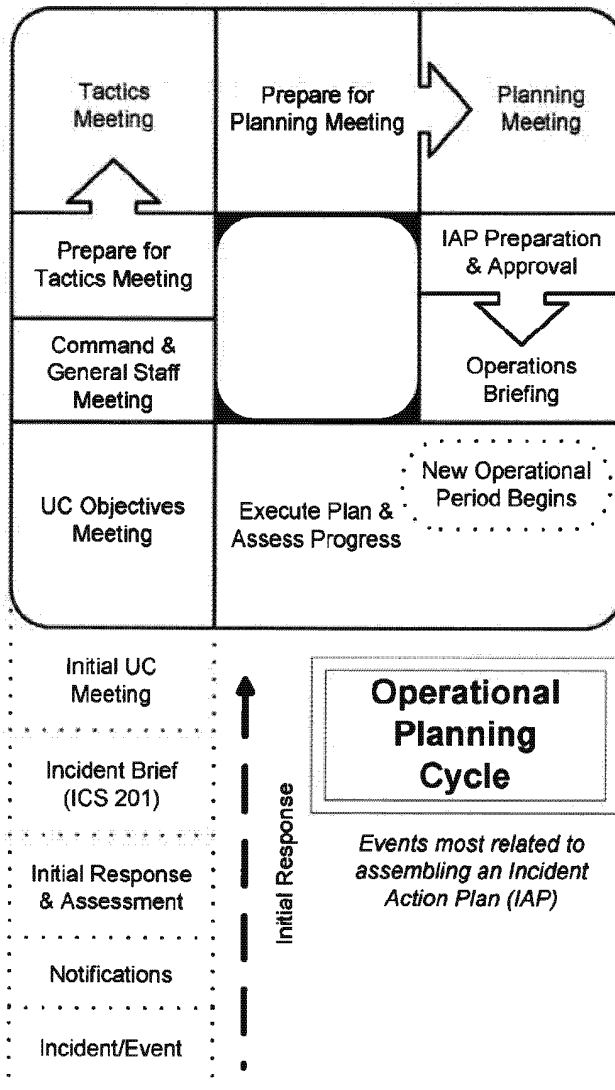 Tactics
Meeting
Prepare for
Planning Meeting
Planning
Meeting
Prepare for
Tactics Meeting
IAP Preparation
& Approval
Command &
General Staff
Meeting
Operations
Briefing
UC Objectives
Meeting
Execute Plan &
Assess Progress
New Operational
Period Begins
Initial UC
Meeting
Incident Brief
(ICS 201)
Initial Response
& Assessment
Notifications
Incident/Event
Initial Response
Operational
Planning
Cycle
Events most related to
assembling an Incident
Action Plan (IAP)